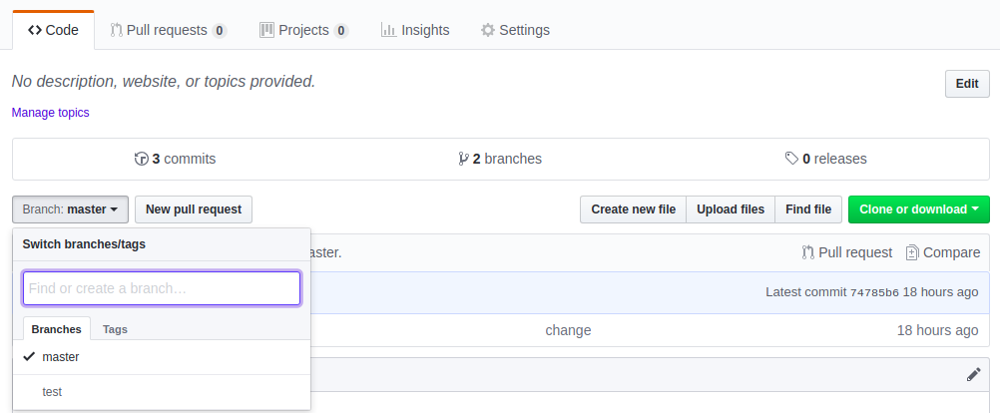 Code Pull requests 0 Projects 0 Insights Settings
No description, website, or topics provided.
Edit
Manage topics
3 commits 2 branches 0 releases
Branch: master New pull request Create new file Upload files Find file Clone or download
Switch branches/tags
aster. Pull request Compare
Find or create a branch…
Latest commit 74785b6 18 hours ago
Branches Tags
change 18 hours ago
master
test